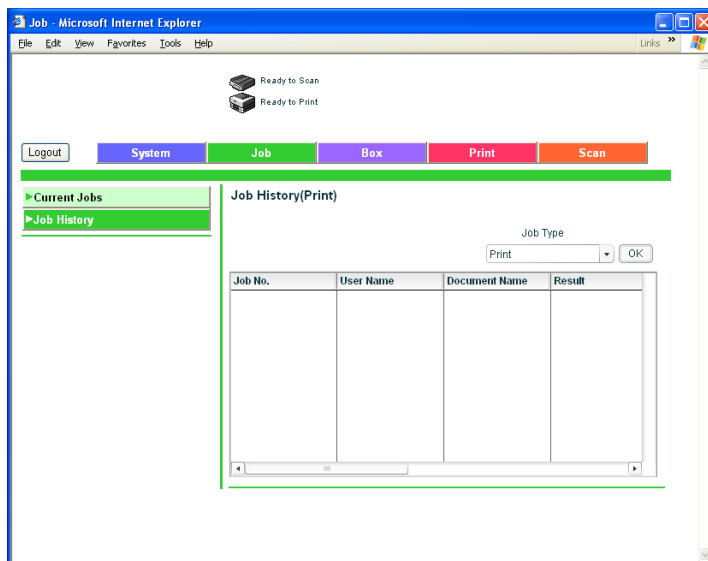 Job - Microsoft Internet Explorer
File Edit View Favorites Tools Help Links »
Ready to Scan
Ready to Print
Logout System Job Box Print Scan
Current Jobs
Job History
Job History(Print)
Job Type
Print OK
Job No. User Name Document Name Result